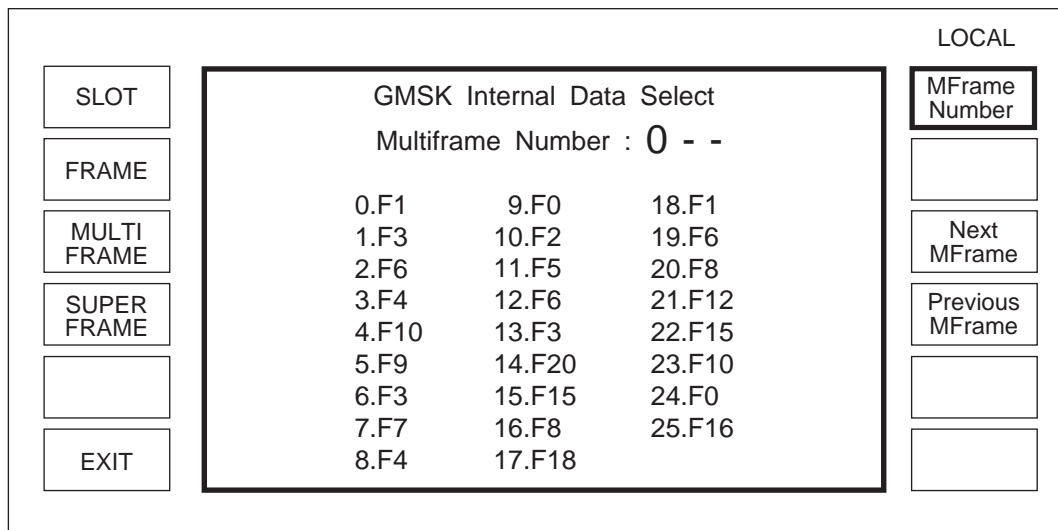 LOCAL
SLOT
FRAME
MULTI
FRAME
SUPER
FRAME
EXIT
GMSK Internal Data Select
Multiframe Number : 0 - -
0.F1 9.F0 18.F1
1.F3 10.F2 19.F6
2.F6 11.F5 20.F8
3.F4 12.F6 21.F12
4.F10 13.F3 22.F15
5.F9 14.F20 23.F10
6.F3 15.F15 24.F0
7.F7 16.F8 25.F16
8.F4 17.F18
MFrame
Number
Next
MFrame
Previous
MFrame